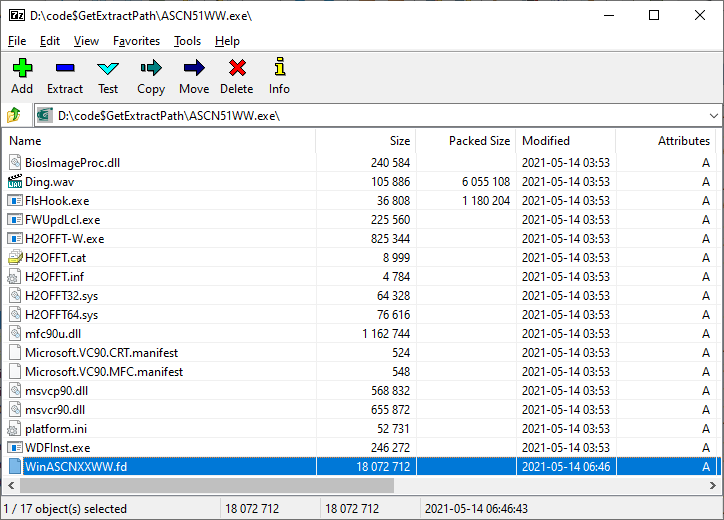 7z D:\code$GetExtractPath\ASCN51WW.exe\
File Edit View Favorites Tools Help
Add Extract Test Copy Move Delete Info
D:\code$GetExtractPath\ASCN51WW.exe\
Name Size Packed Size Modified Attributes
BiosImageProc.dll 240 584 2021-05-14 03:53 A
Ding.wav 105 886 6 055 108 2021-05-14 03:53 A
FlsHook.exe 36 808 1 180 204 2021-05-14 03:53 A
FWUpdLcl.exe 225 560 2021-05-14 03:53 A
H2OFFT-W.exe 825 344 2021-05-14 03:53 A
H2OFFT.cat 8 999 2021-05-14 03:53 A
H2OFFT.inf 4 784 2021-05-14 03:53 A
H2OFFT32.sys 64 328 2021-05-14 03:53 A
H2OFFT64.sys 76 616 2021-05-14 03:53 A
mfc90u.dll 1 162 744 2021-05-14 03:53 A
Microsoft.VC90.CRT.manifest 524 2021-05-14 03:53 A
Microsoft.VC90.MFC.manifest 548 2021-05-14 03:53 A
msvcp90.dll 568 832 2021-05-14 03:53 A
msvcr90.dll 655 872 2021-05-14 03:53 A
platform.ini 52 731 2021-05-14 03:53 A
WDFInst.exe 246 272 2021-05-14 03:53 A
WinASCNXXWW.fd 18 072 712 2021-05-14 06:46 A
1 / 17 object(s) selected 18 072 712 18 072 712 2021-05-14 06:46:43